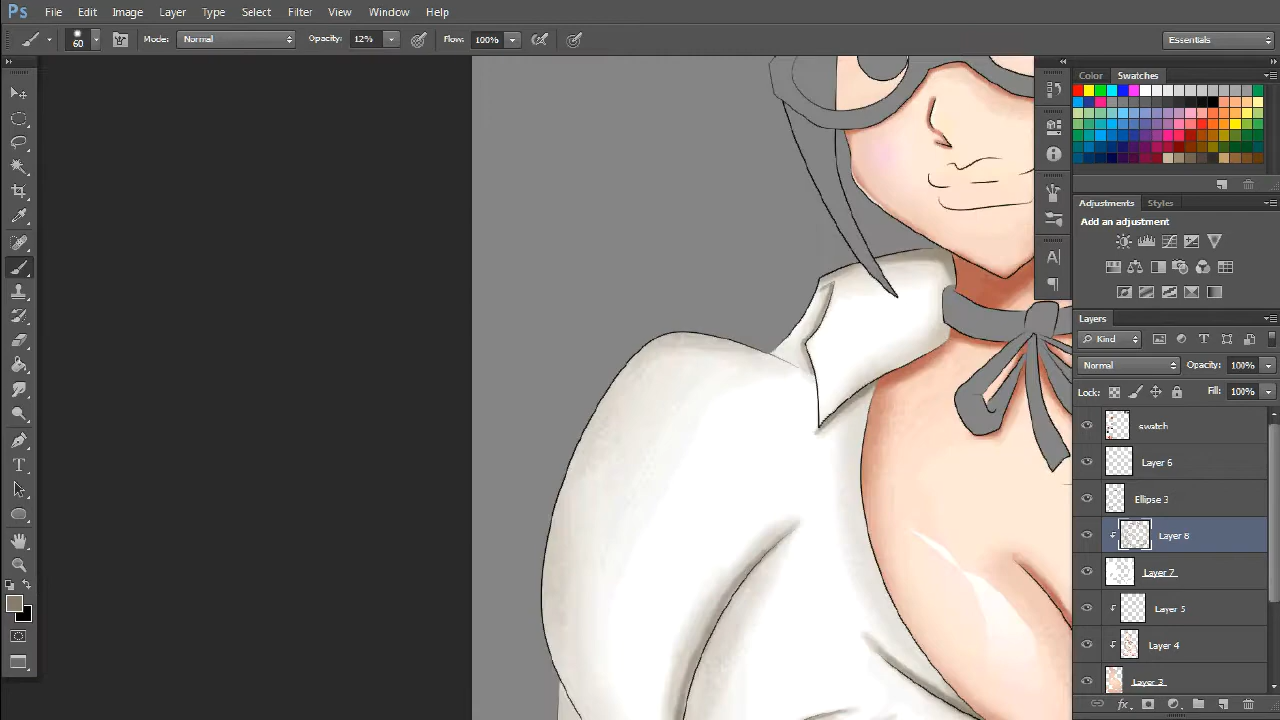 Ps File Edit Image Layer Type Select Filter View Window Help
60 Mode: Normal Opacity: 12% Flow: 100% Essentials
Color Swatches
Adjustments Styles
Add an adjustment
Layers
Kind T
Normal Opacity: 100%
Lock: Fill: 100%
swatch
Layer 6
Ellipse 3
Layer 8
Layer 7
Layer 5
Layer 4
Layer 3
fx